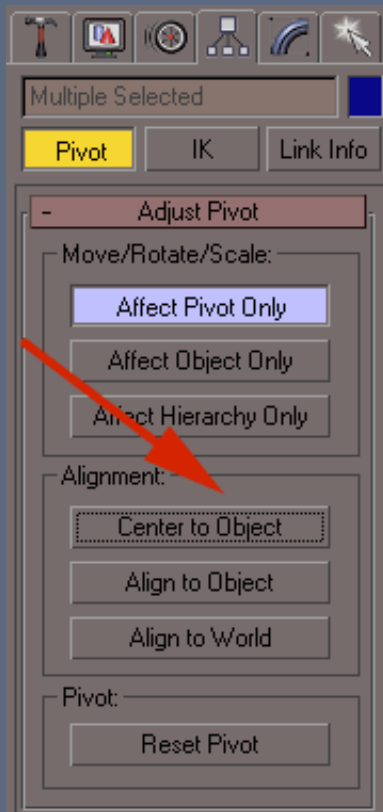 Multiple Selected
Pivot IK Link Info
- Adjust Pivot
Move/Rotate/Scale:
Affect Pivot Only
Affect Object Only
Affect Hierarchy Only
Alignment:
Center to Object
Align to Object
Align to World
Pivot:
Reset Pivot